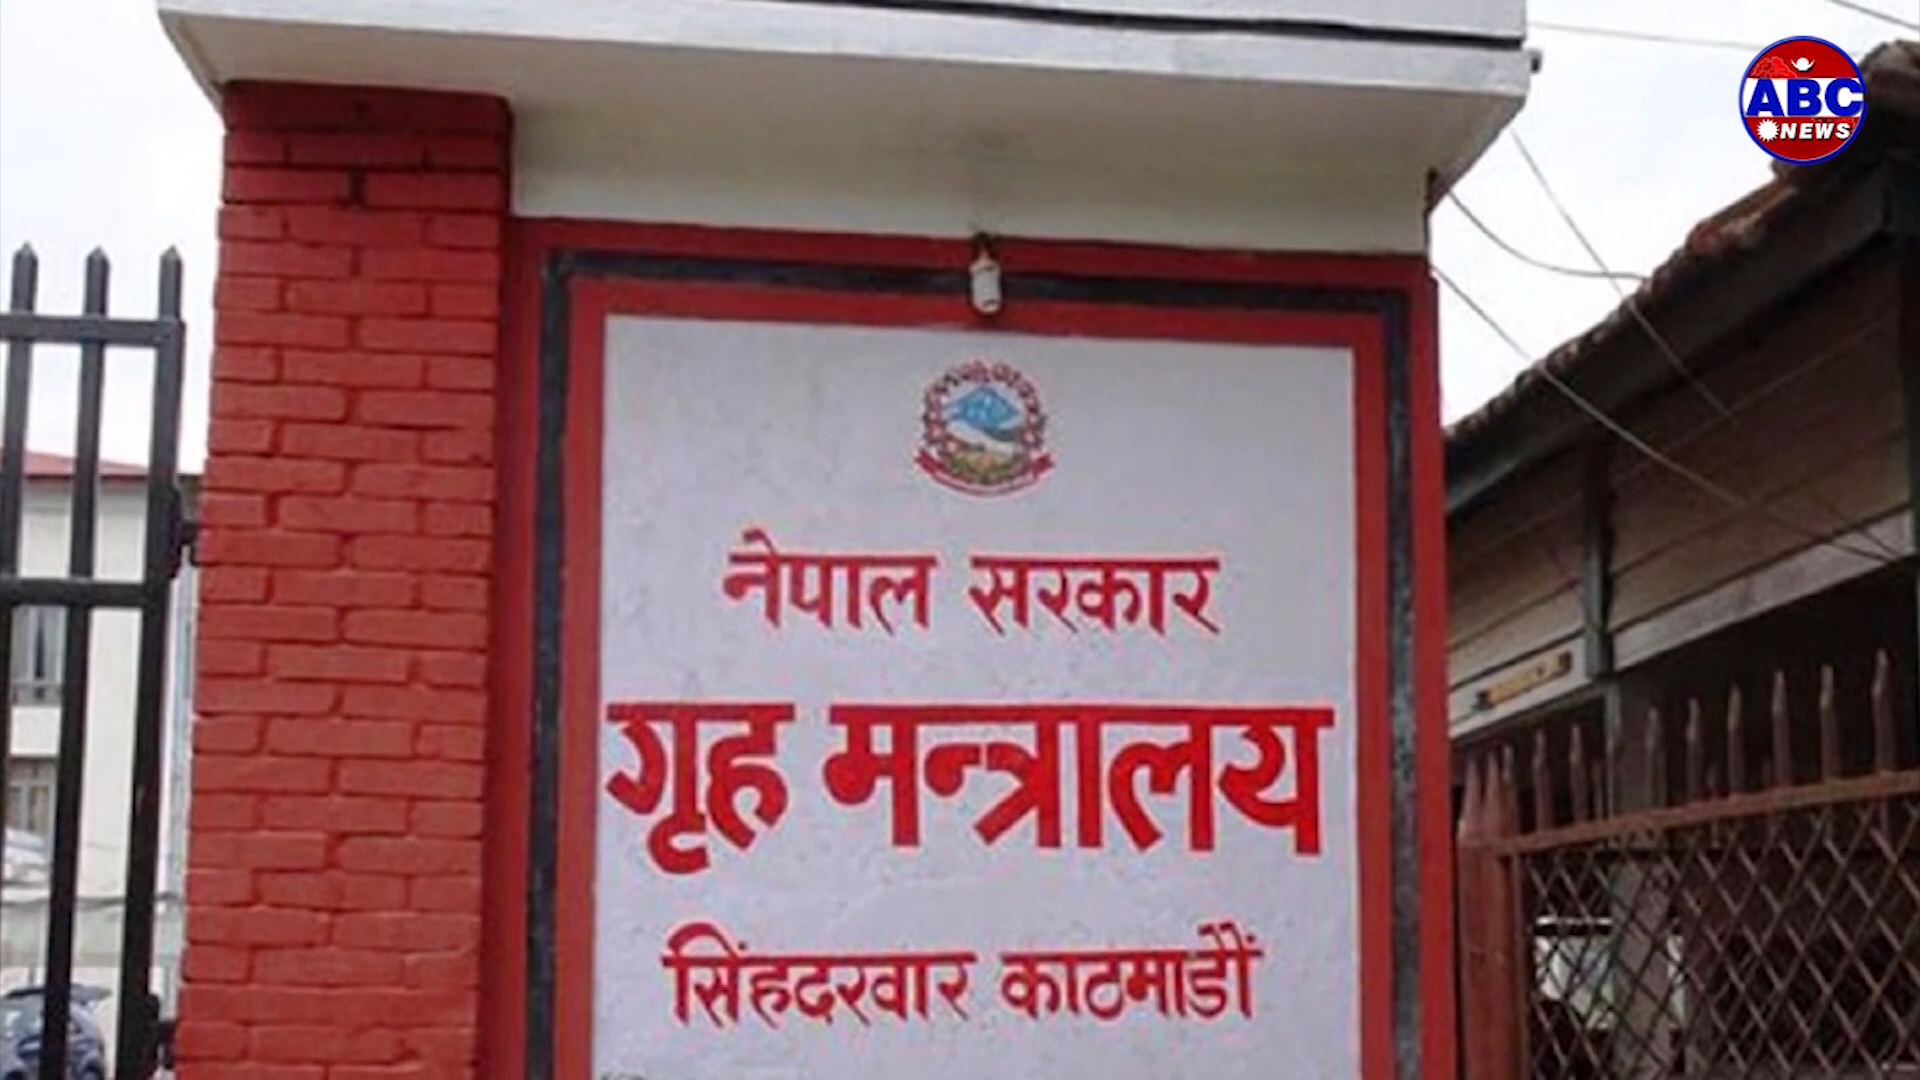 ABC
NEWS
नेपाल सरकार
गृह मन्त्रालय
सिंहदरवार काठमाडौं